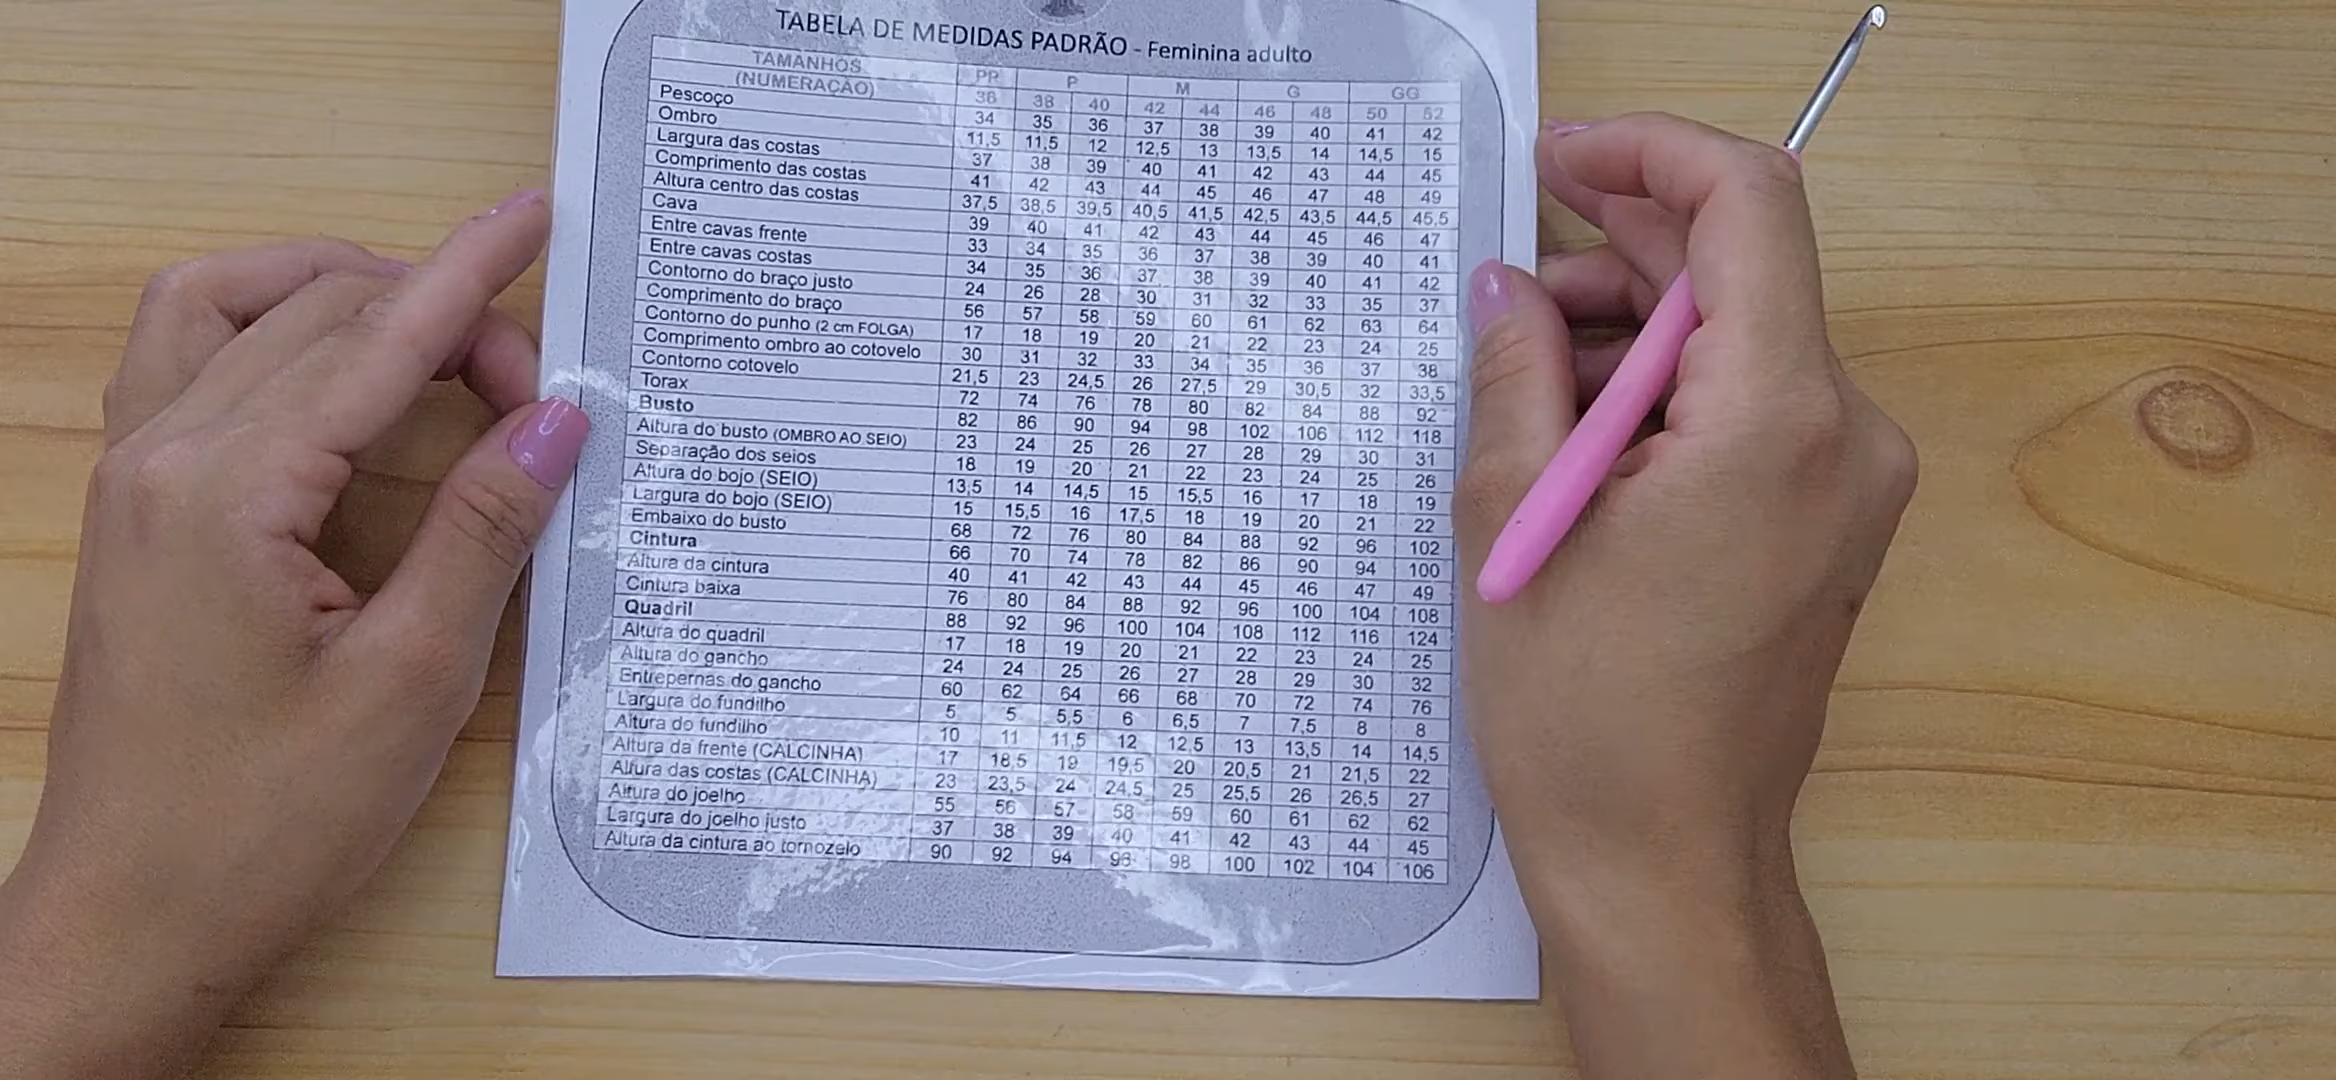 TABELA DE MEDIDAS PADRÃO - Feminina adulto
TAMANHOS PP P M G GG
(NUMERAÇÃO) 36 38 40 42 44 46 48 50 52
Pescoço 34 35 36 37 38 39 40 41 42
Ombro 11,5 11,5 12 12,5 13 13,5 14 14,5 15
Largura das costas 37 38 39 40 41 42 43 44 45
Comprimento das costas 41 42 43 44 45 46 47 48 49
Altura centro das costas 37,5 38,5 39,5 40,5 41,5 42,5 43,5 44,5 45,5
Cava 39 40 41 42 43 44 45 46 47
Entre cavas frente 33 34 35 36 37 38 39 40 41
Entre cavas costas 34 35 36 37 38 39 40 41 42
Contorno do braço justo 24 26 28 30 31 32 33 35 37
Comprimento do braço 56 57 58 59 60 61 62 63 64
Contorno do punho (2 cm FOLGA) 17 18 19 20 21 22 23 24 25
Comprimento ombro ao cotovelo 30 31 32 33 34 35 36 37 38
Contorno cotovelo 21,5 23 24,5 26 27,5 29 30,5 32 33,5
Torax 72 74 76 78 80 82 84 88 92
Busto 82 86 90 94 98 102 106 112 118
Altura do busto (OMBRO AO SEIO) 23 24 25 26 27 28 29 30 31
Separação dos seios 18 19 20 21 22 23 24 25 26
Altura do bojo (SEIO) 13,5 14 14,5 15 15,5 16 17 18 19
Largura do bojo (SEIO) 15 15,5 16 17,5 18 19 20 21 22
Embaixo do busto 68 72 76 80 84 88 92 96 102
Cintura 66 70 74 78 82 86 90 94 100
Altura da cintura 40 41 42 43 44 45 46 47 49
Cintura baixa 76 80 84 88 92 96 100 104 108
Quadril 88 92 96 100 104 108 112 116 124
Altura do quadril 17 18 19 20 21 22 23 24 25
Altura do gancho 24 24 25 26 27 28 29 30 32
Entrepernas do gancho 60 62 64 66 68 70 72 74 76
Largura do fundilho 5 5 5,5 6 6,5 7 7,5 8 8
Altura do fundilho 10 11 11,5 12 12,5 13 13,5 14 14,5
Altura da frente (CALCINHA) 17 18,5 19 19,5 20 20,5 21 21,5 22
Altura das costas (CALCINHA) 23 23,5 24 24,5 25 25,5 26 26,5 27
Altura do joelho 55 56 57 58 59 60 61 62 62
Largura do joelho justo 37 38 39 40 41 42 43 44 45
Altura da cintura ao tornozelo 90 92 94 96 98 100 102 104 106